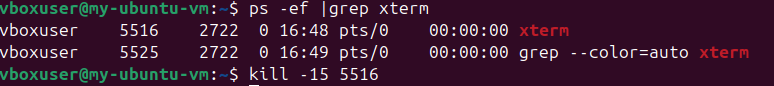 vboxuser@my-ubuntu-vm:~$ ps -ef |grep xterm
vboxuser    5516    2722  0 16:48 pts/0    00:00:00 xterm
vboxuser    5525    2722  0 16:49 pts/0    00:00:00 grep --color=auto xterm
vboxuser@my-ubuntu-vm:~$ kill -15 5516